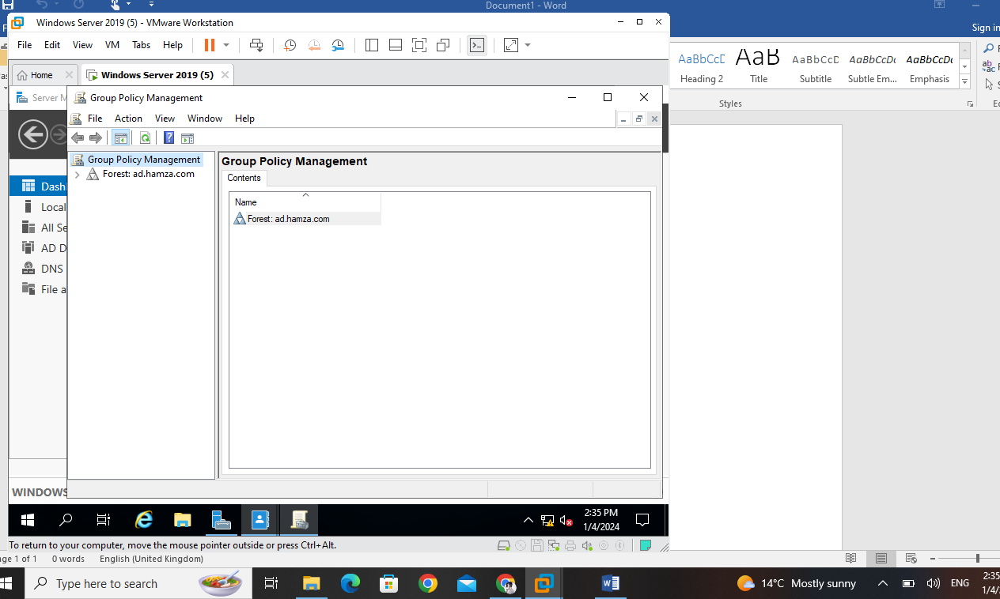 Document1 - Word
Sign in
Windows Server 2019 (5) - VMware Workstation
File Edit View VM Tabs Help
Home
Windows Server 2019 (5)
Server M
Group Policy Management
File Action View Window Help
Group Policy Management
Forest: ad.hamza.com
Group Policy Management
Contents
Name
Forest: ad.hamza.com
Dash
Local
All Se
AD D
DNS
File a
WINDOWS
AaBbCcD AaB AaBbCcD AaBbCcDc AaBbCcDc
Heading 2 Title Subtitle Subtle Em... Emphasis
Styles
2:35 PM
1/4/2024
To return to your computer, move the mouse pointer outside or press Ctrl+Alt.
ge 1 of 1 0 words English (United Kingdom)
Type here to search
14°C Mostly sunny
ENG
2:35
1/4/